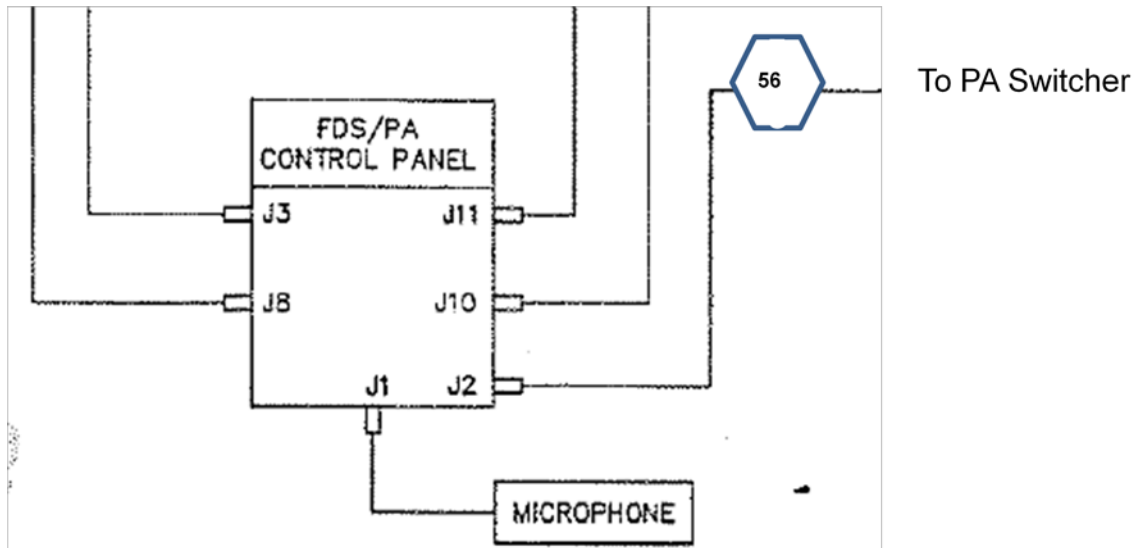 56
To PA Switcher
FDS/PA
CONTROL PANEL
J3
J11
J8
J10
J1
J2
MICROPHONE